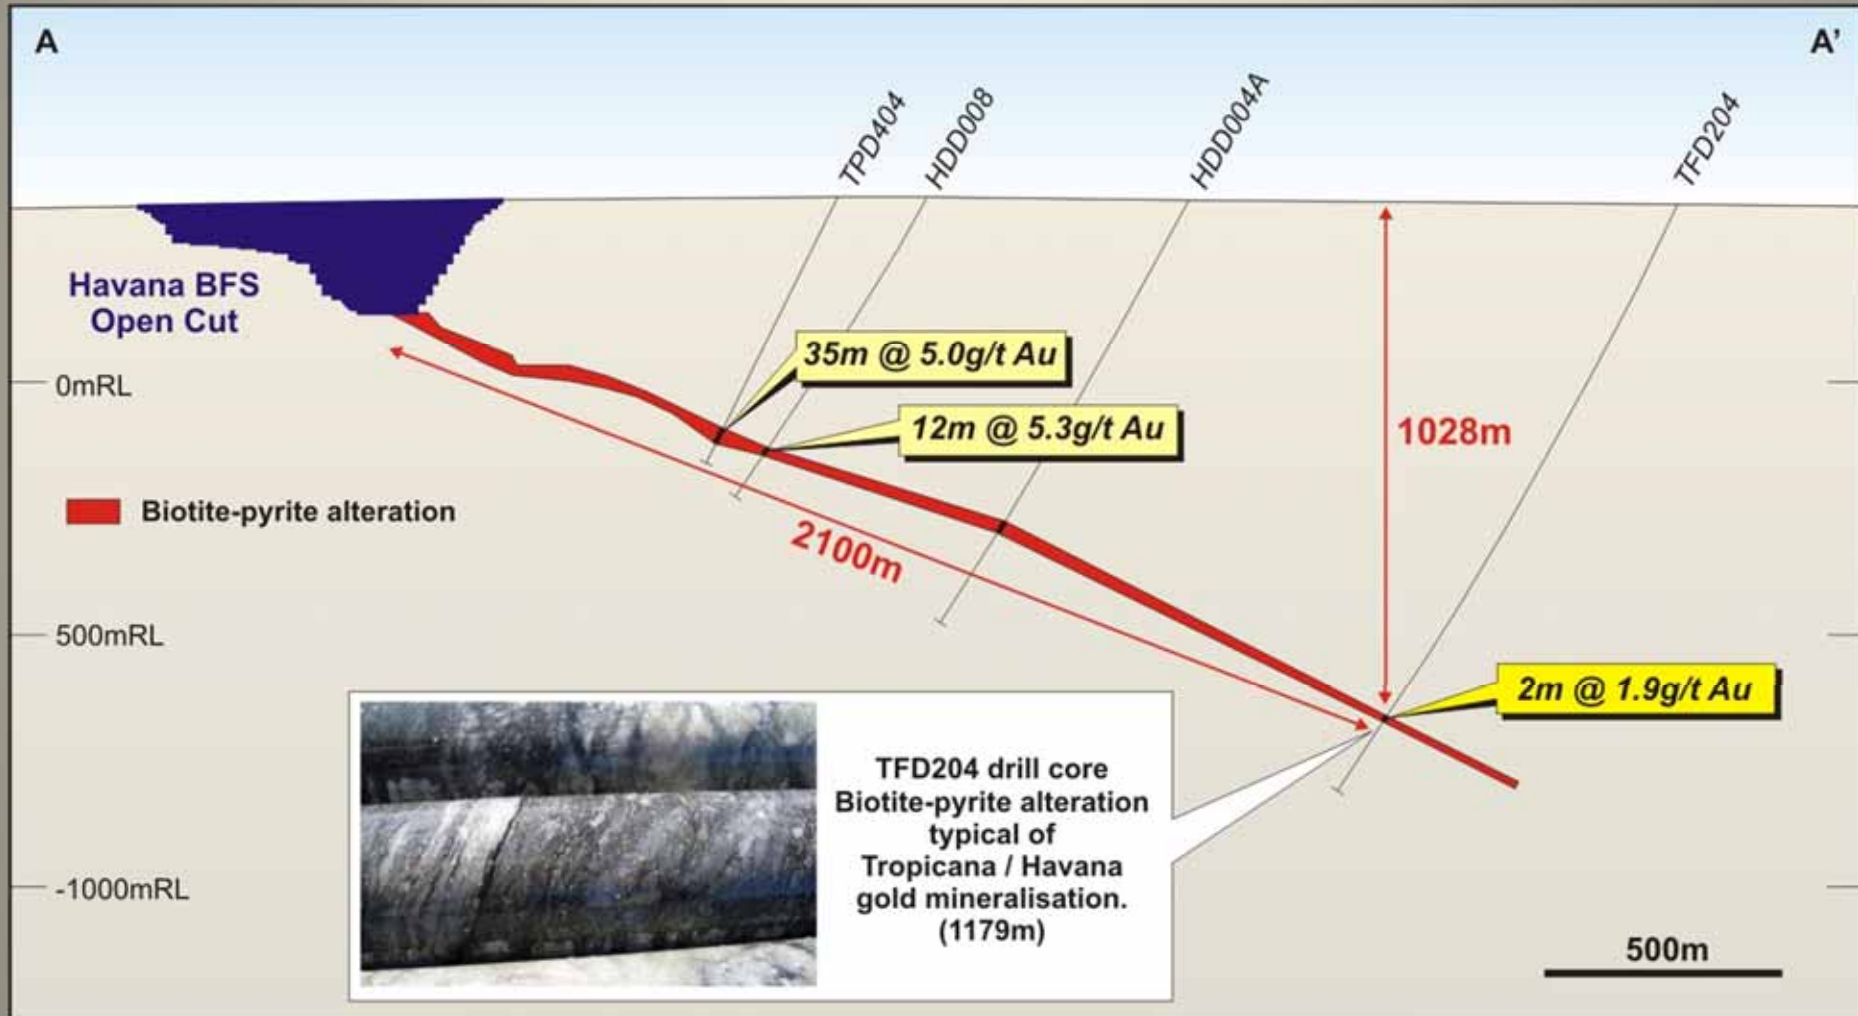 A
A'
TPD404
HDD008
HDD004A
TFD204
Havana BFS
Open Cut
35m @ 5.0g/t Au
0mRL
12m @ 5.3g/t Au
1028m
Biotite-pyrite alteration
2100m
500mRL
2m @ 1.9g/t Au
TFD204 drill core
Biotite-pyrite alteration
typical of
Tropicana / Havana
gold mineralisation.
(1179m)
-1000mRL
500m